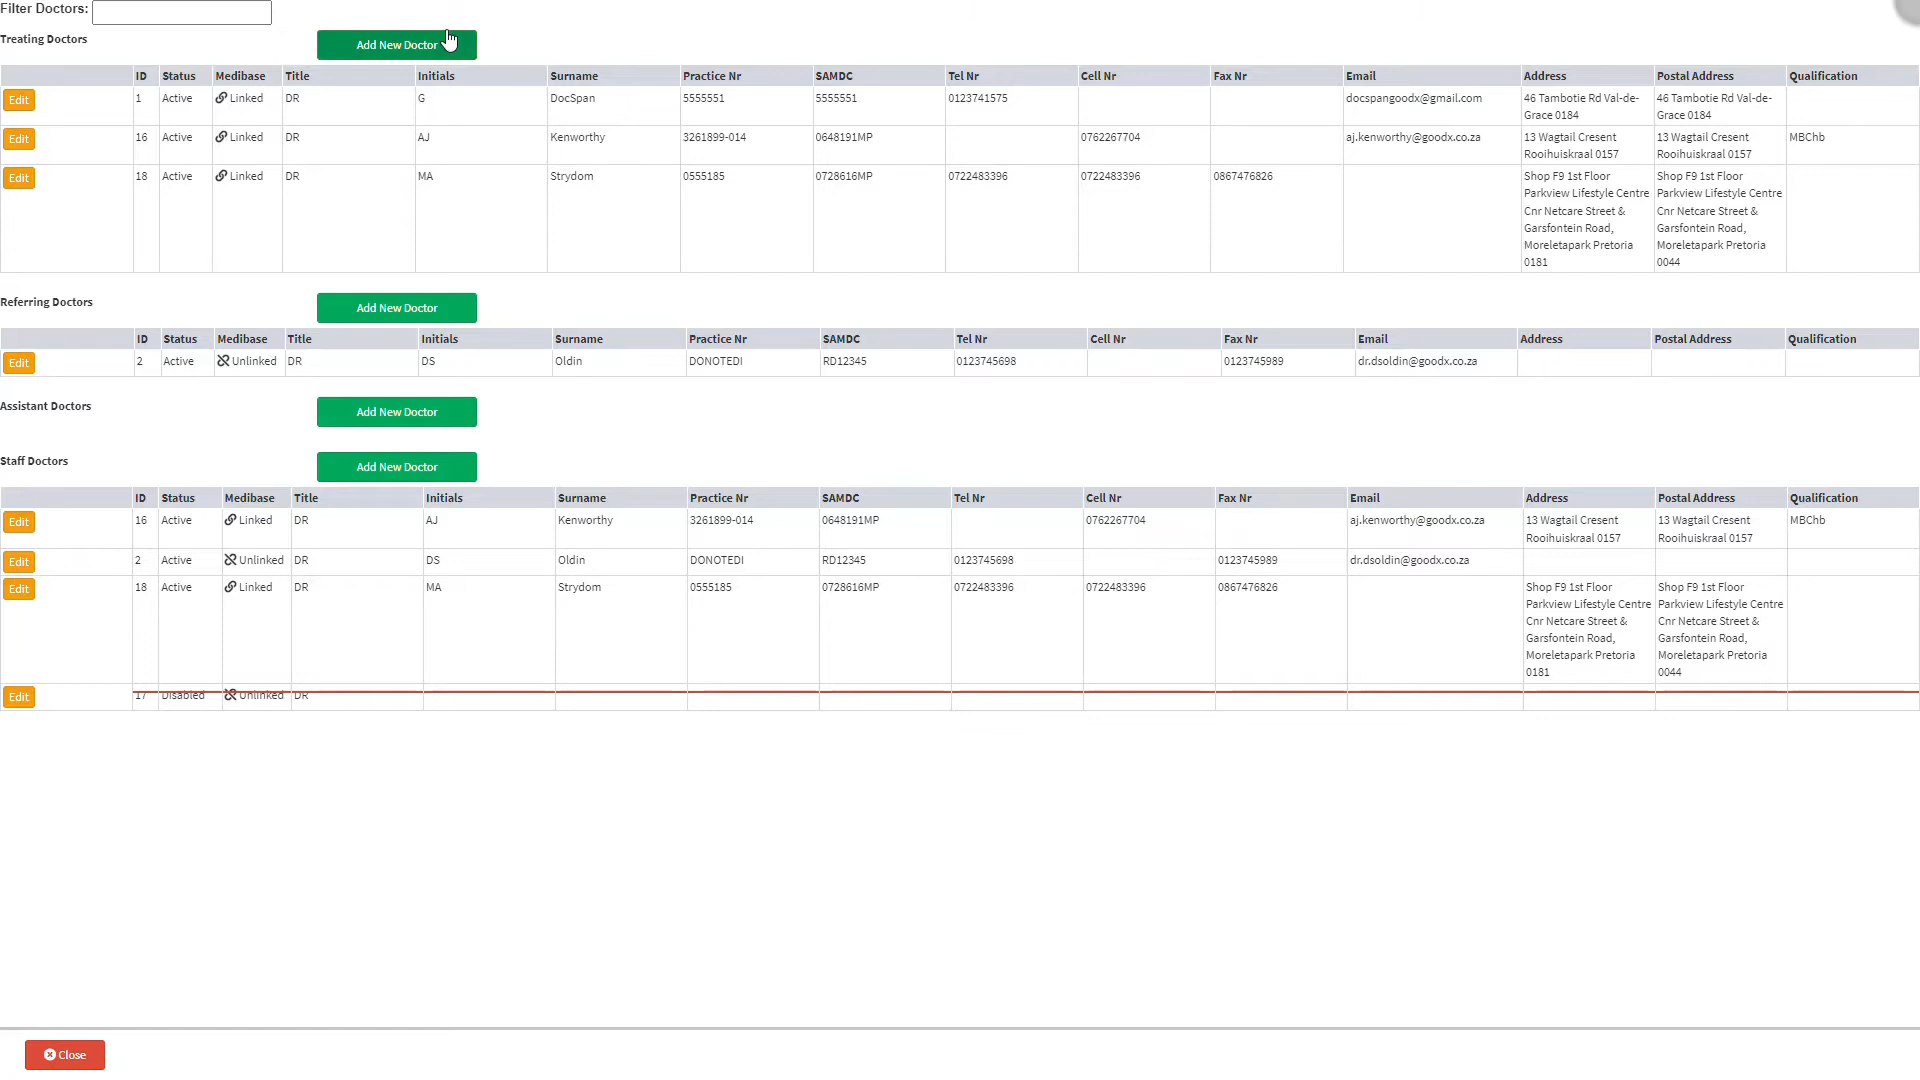 Filter Doctors:
Treating Doctors Add New Doctor
ID Status Medibase Title Initials Surname Practice Nr SAMDC Tel Nr Cell Nr Fax Nr Email Address Postal Address Qualification
Edit 1 Active Linked DR G DocSpan 5555551 5555551 0123741575 docspangoodx@gmail.com 46 Tambotie Rd Val-de- 46 Tambotie Rd Val-de-
Grace 0184 Grace 0184
Edit 16 Active Linked DR AJ Kenworthy 3261899-014 0648191MP 0762267704 aj.kenworthy@goodx.co.za 13 Wagtail Cresent 13 Wagtail Cresent MBChb
Rooihuiskraal 0157 Rooihuiskraal 0157
Edit 18 Active Linked DR MA Strydom 0555185 0728616MP 0722483396 0722483396 0867476826 Shop F9 1st Floor Shop F9 1st Floor
Parkview Lifestyle Centre Parkview Lifestyle Centre
Cnr Netcare Street & Cnr Netcare Street &
Garsfontein Road, Garsfontein Road,
Moreletapark Pretoria Moreletapark Pretoria
0181 0044
Referring Doctors Add New Doctor
ID Status Medibase Title Initials Surname Practice Nr SAMDC Tel Nr Cell Nr Fax Nr Email Address Postal Address Qualification
Edit 2 Active Unlinked DR DS Oldin DONOTEDI RD12345 0123745698 0123745989 dr.dsoldin@goodx.co.za
Assistant Doctors Add New Doctor
Staff Doctors Add New Doctor
ID Status Medibase Title Initials Surname Practice Nr SAMDC Tel Nr Cell Nr Fax Nr Email Address Postal Address Qualification
Edit 16 Active Linked DR AJ Kenworthy 3261899-014 0648191MP 0762267704 aj.kenworthy@goodx.co.za 13 Wagtail Cresent 13 Wagtail Cresent MBChb
Rooihuiskraal 0157 Rooihuiskraal 0157
Edit 2 Active Unlinked DR DS Oldin DONOTEDI RD12345 0123745698 0123745989 dr.dsoldin@goodx.co.za
Edit 18 Active Linked DR MA Strydom 0555185 0728616MP 0722483396 0722483396 0867476826 Shop F9 1st Floor Shop F9 1st Floor
Parkview Lifestyle Centre Parkview Lifestyle Centre
Cnr Netcare Street & Cnr Netcare Street &
Garsfontein Road, Garsfontein Road,
Moreletapark Pretoria Moreletapark Pretoria
0181 0044
Edit 17 Disabled Unlinked DR
Close